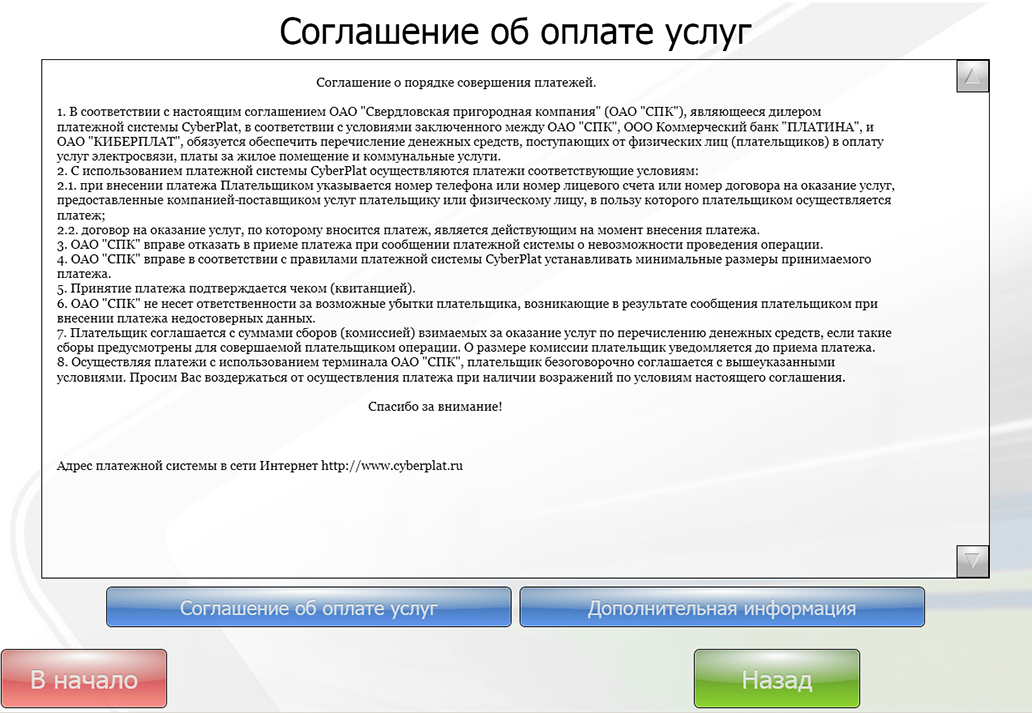 Соглашение об оплате услуг
Соглашение о порядке совершения платежей.
1. В соответствии с настоящим соглашением ОАО "Свердловская пригородная компания" (ОАО "СПК"), являющееся дилером
платежной системы CyberPlat, в соответствии с условиями заключенного между ОАО "СПК", ООО Коммерческий банк "ПЛАТИНА", и
ОАО "КИБЕРПЛАТ", обязуется обеспечить перечисление денежных средств, поступающих от физических лиц (плательщиков) в оплату
услуг электросвязи, платы за жилое помещение и коммунальные услуги.
2. С использованием платежной системы CyberPlat осуществляются платежи соответствующие условиям:
2.1. при внесении платежа Плательщиком указывается номер телефона или номер лицевого счета или номер договора на оказание услуг,
предоставленные компанией-поставщиком услуг плательщику или физическому лицу, в пользу которого плательщиком осуществляется
платеж;
2.2. договор на оказание услуг, по которому вносится платеж, является действующим на момент внесения платежа.
3. ОАО "СПК" вправе отказать в приеме платежа при сообщении платежной системы о невозможности проведения операции.
4. ОАО "СПК" вправе в соответствии с правилами платежной системы CyberPlat устанавливать минимальные размеры принимаемого
платежа.
5. Принятие платежа подтверждается чеком (квитанцией).
6. ОАО "СПК" не несет ответственности за возможные убытки плательщика, возникающие в результате сообщения плательщиком при
внесении платежа недостоверных данных.
7. Плательщик соглашается с суммами сборов (комиссией) взимаемых за оказание услуг по перечислению денежных средств, если такие
сборы предусмотрены для совершаемой плательщиком операции. О размере комиссии плательщик уведомляется до приема платежа.
8. Осуществляя платежи с использованием терминала ОАО "СПК", плательщик безоговорочно соглашается с вышеуказанными
условиями. Просим Вас воздержаться от осуществления платежа при наличии возражений по условиям настоящего соглашения.
Спасибо за внимание!
Адрес платежной системы в сети Интернет http://www.cyberplat.ru
Соглашение об оплате услуг
Дополнительная информация
В начало
Назад